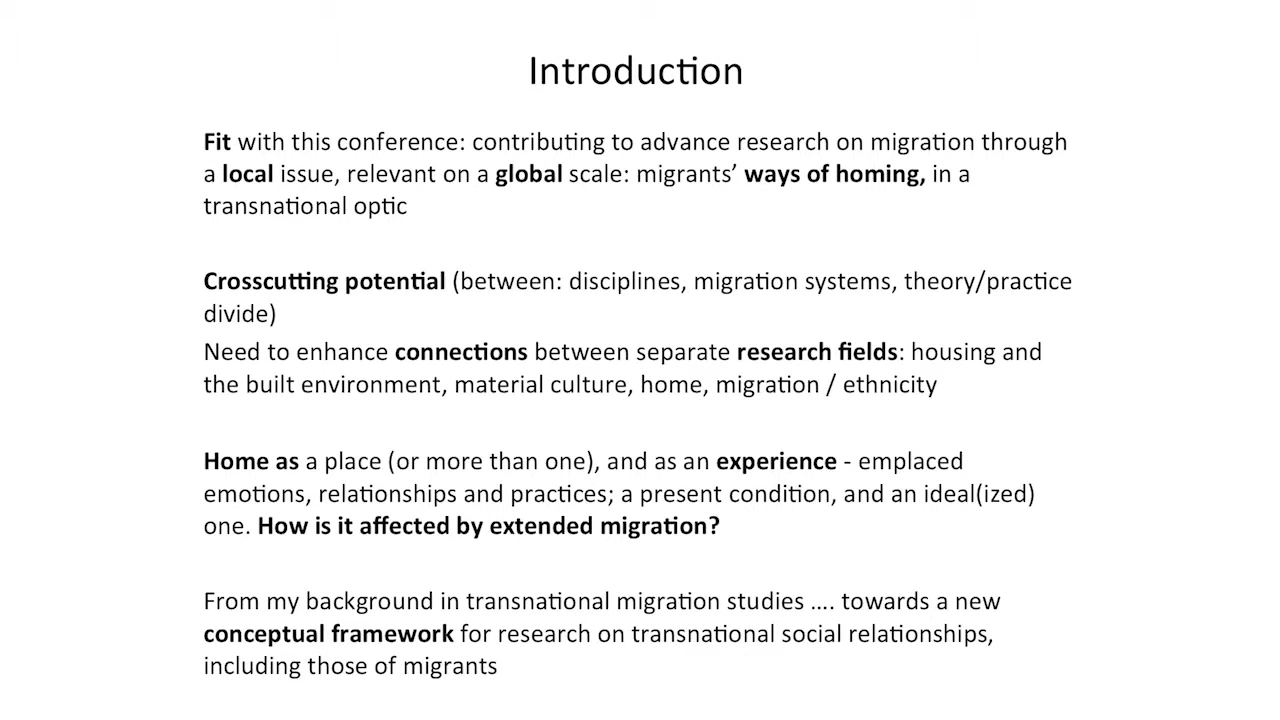 Introduction
Fit with this conference: contributing to advance research on migration through
a local issue, relevant on a global scale: migrants’ ways of homing, in a
transnational optic
Crosscutting potential (between: disciplines, migration systems, theory/practice
divide)
Need to enhance connections between separate research fields: housing and
the built environment, material culture, home, migration / ethnicity
Home as a place (or more than one), and as an experience - emplaced
emotions, relationships and practices; a present condition, and an ideal(ized)
one. How is it affected by extended migration?
From my background in transnational migration studies …. towards a new
conceptual framework for research on transnational social relationships,
including those of migrants